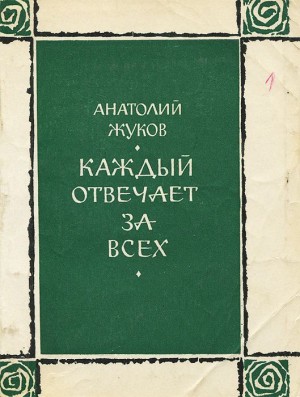 АНАТОЛИЙ
ЖУКОВ
КАЖДЫЙ
ОТВЕЧАЕТ
ЗА
ВСЕХ
1